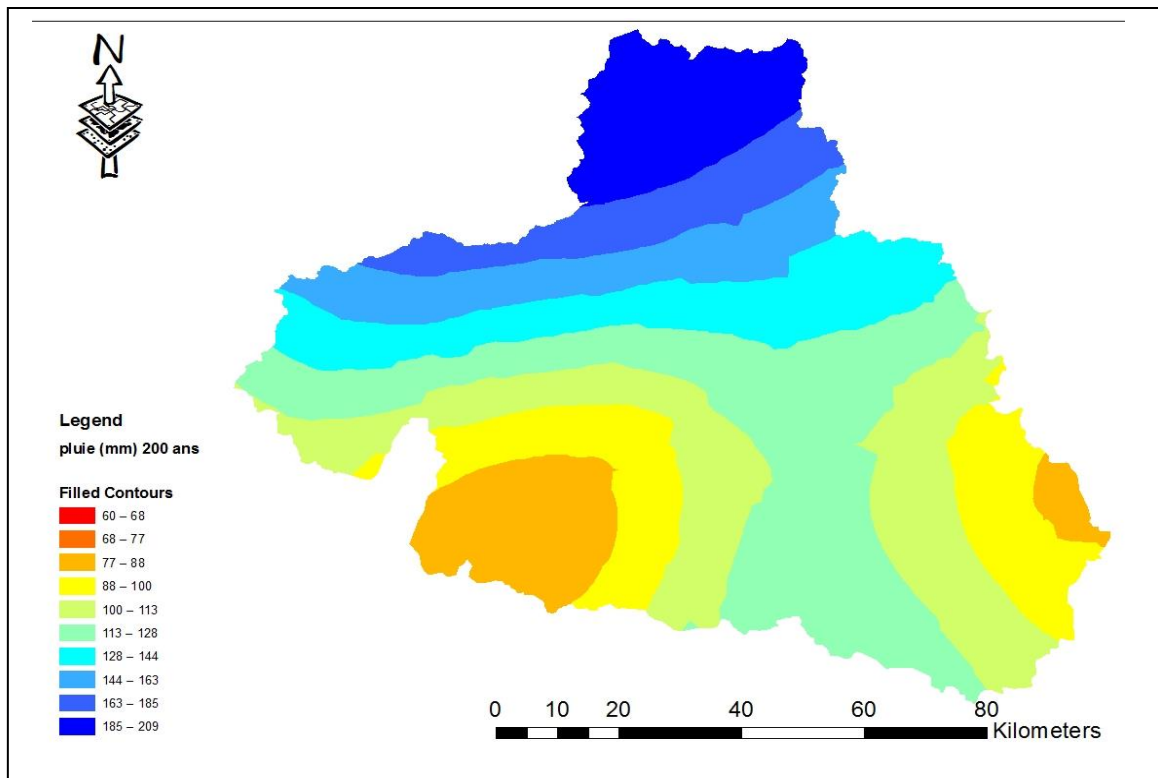 N
Legend
pluie (mm) 200 ans
Filled Contours
60 – 68
68 – 77
77 – 88
88 – 100
100 – 113
113 – 128
128 – 144
144 – 163
163 – 185
185 – 209
0 10 20 40 60 80
Kilometers